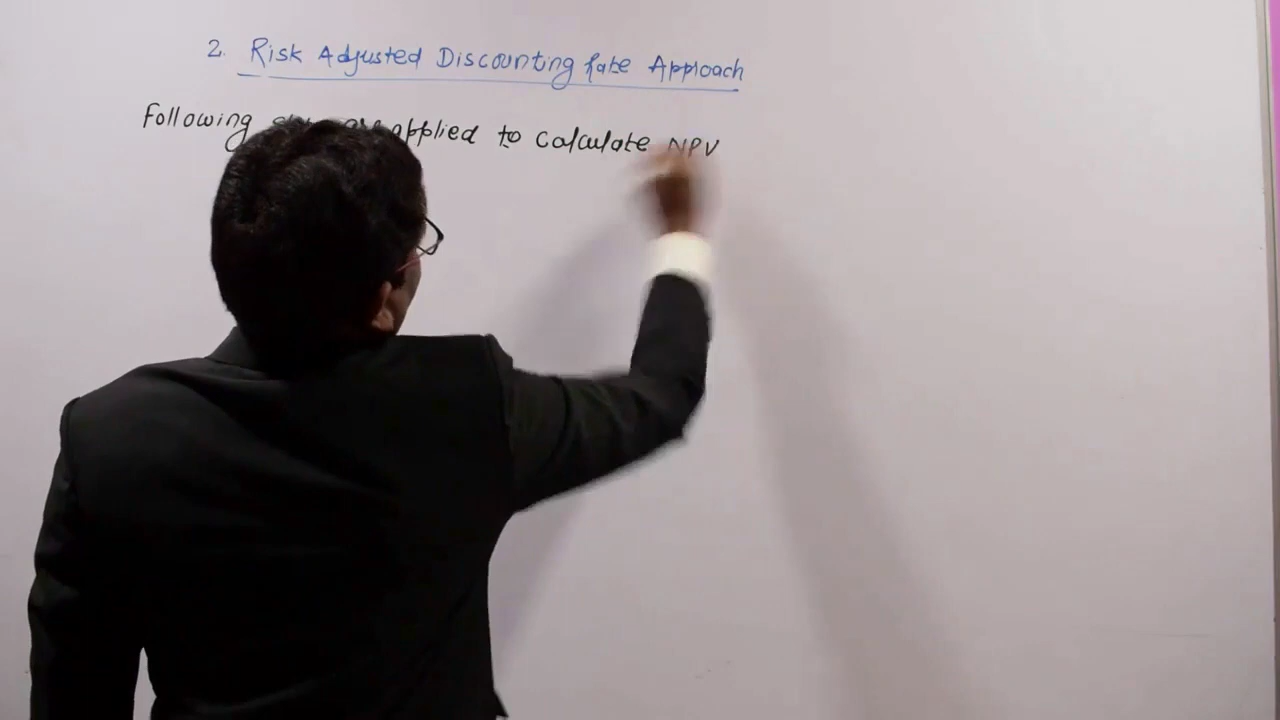 2. Risk Adjusted Discounting Rate Approach
Following applied to calculate NPV